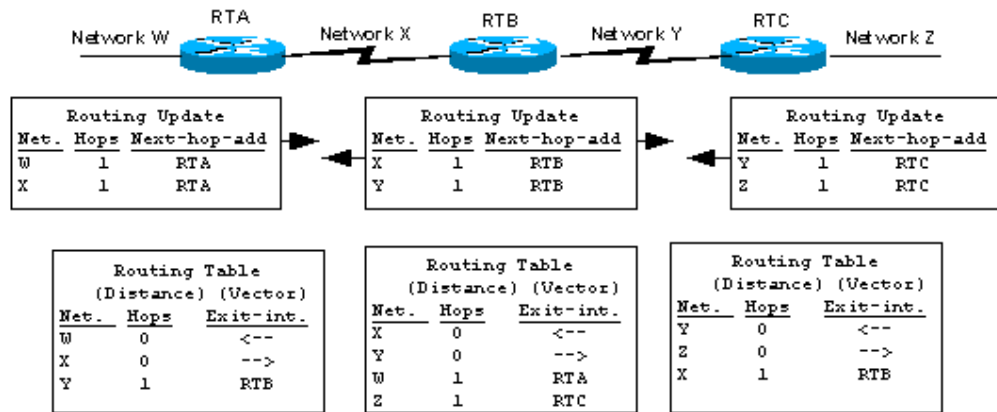 RTA RTB RTC
Network W Network X Network Y Network Z
Routing Update
Net. Hops Next-hop-add
W 1 RTA
X 1 RTA
Routing Update
Net. Hops Next-hop-add
X 1 RTB
Y 1 RTB
Routing Update
Net. Hops Next-hop-add
Y 1 RTC
Z 1 RTC
Routing Table
(Distance) (Vector)
Net. Hops Exit-int.
W 0 <--
X 0 -->
Y 1 RTB
Routing Table
(Distance) (Vector)
Net. Hops Exit-int.
X 0 <--
Y 0 -->
W 1 RTA
Z 1 RTC
Routing Table
(Distance) (Vector)
Net. Hops Exit-int.
Y 0 <--
Z 0 -->
X 1 RTB